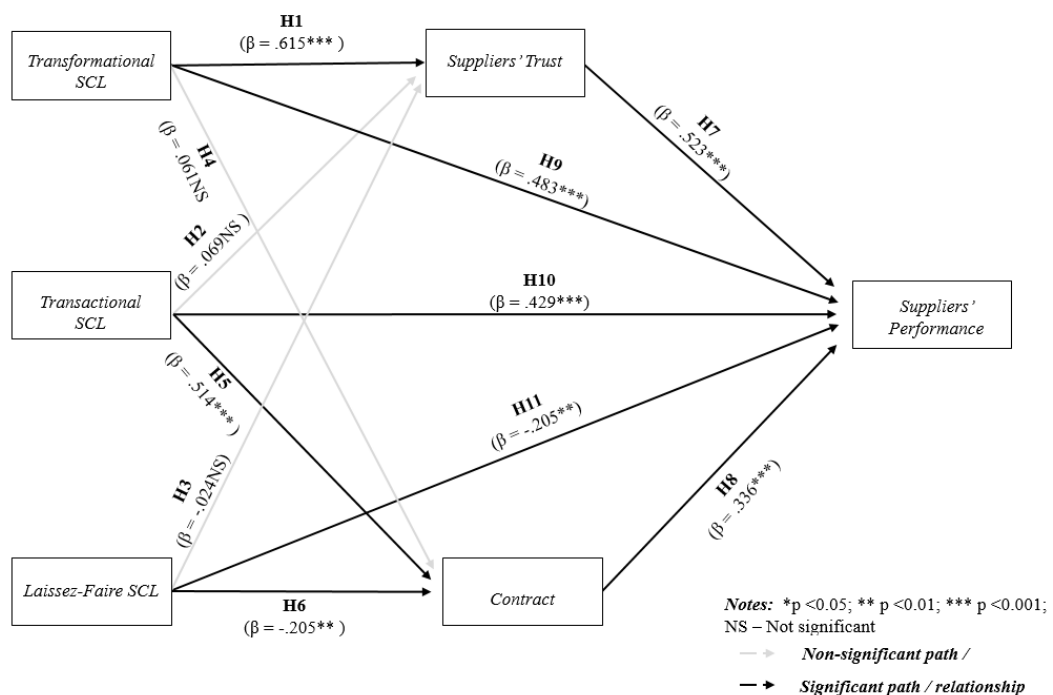 H1
(β = .615*** )
Transformational
SCL
Suppliers' Trust
H4
(β = .061NS
H9
(β = .483***)
H7
(β = .523***)
H2
(β = .069NS )
Transactional
SCL
H10
(β = .429***)
Suppliers'
Performance
H5
(β = .514*** )
H3
(β = -.024NS)
H11
(β = -.205**)
H8
(β = .336***)
Laissez-Faire SCL
H6
(β = -.205** )
Contract
Notes: *p <0.05; ** p <0.01; *** p <0.001;
NS – Not significant
Non-significant path /
Significant path / relationship